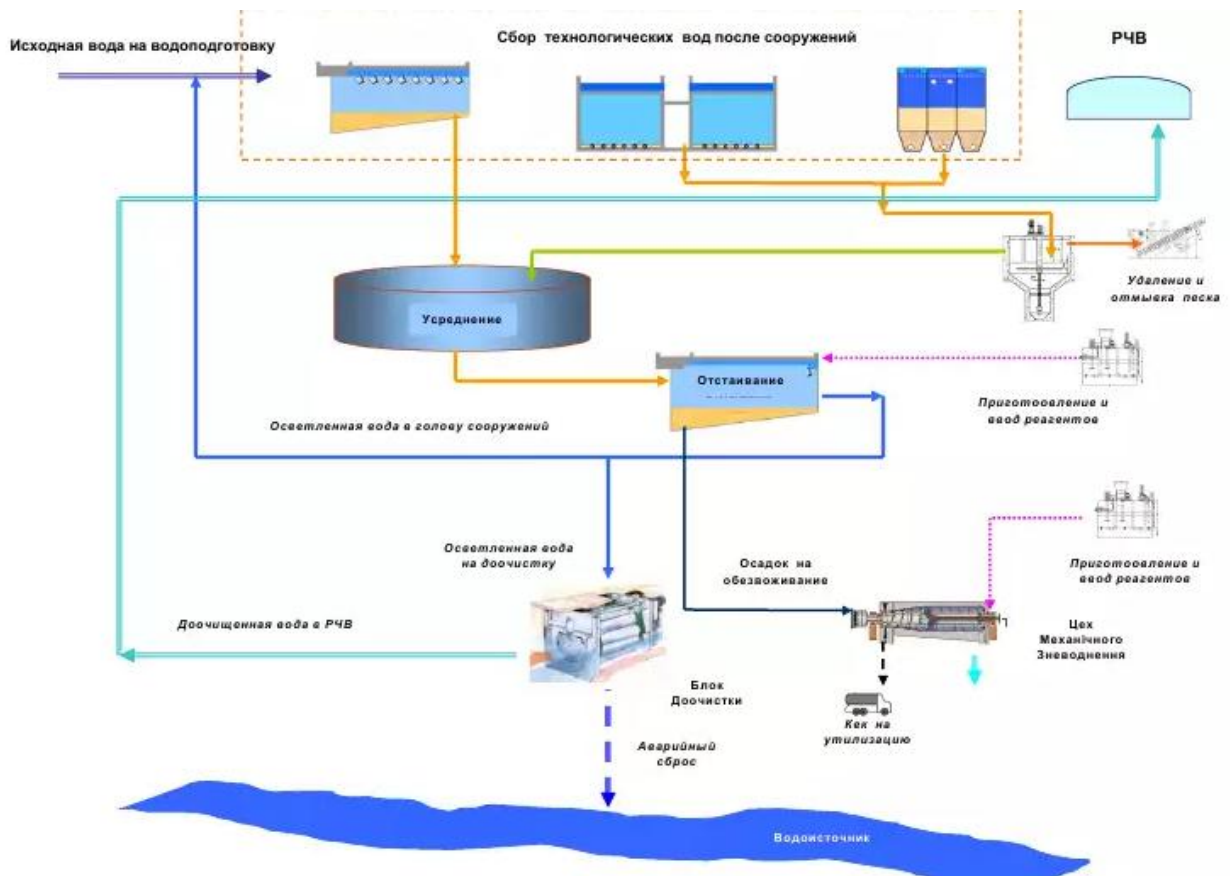 Исходная вода на водоподготовку
Сбор технологических вод после сооружений
РЧВ
Удаление и
отмывка песка
Усреднение
Отстаивание
Приготоовление и
ввод реагентов
Осветленная вода в голову сооружений
Осветленная вода
на доочистку
Осадок на
обезвоживание
Приготоовление и
ввод реагентов
Доочищенная вода в РЧВ
Цех
Механічного
Зневоднення
Блок
Доочистки
Кек на
утилизацию
Аварийный
сброс
Водоисточник